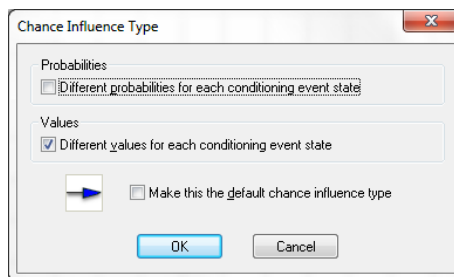 Chance Influence Type
Probabilities
Different probabilities for each conditioning event state
Values
Different values for each conditioning event state
Make this the default chance influence type
OK
Cancel